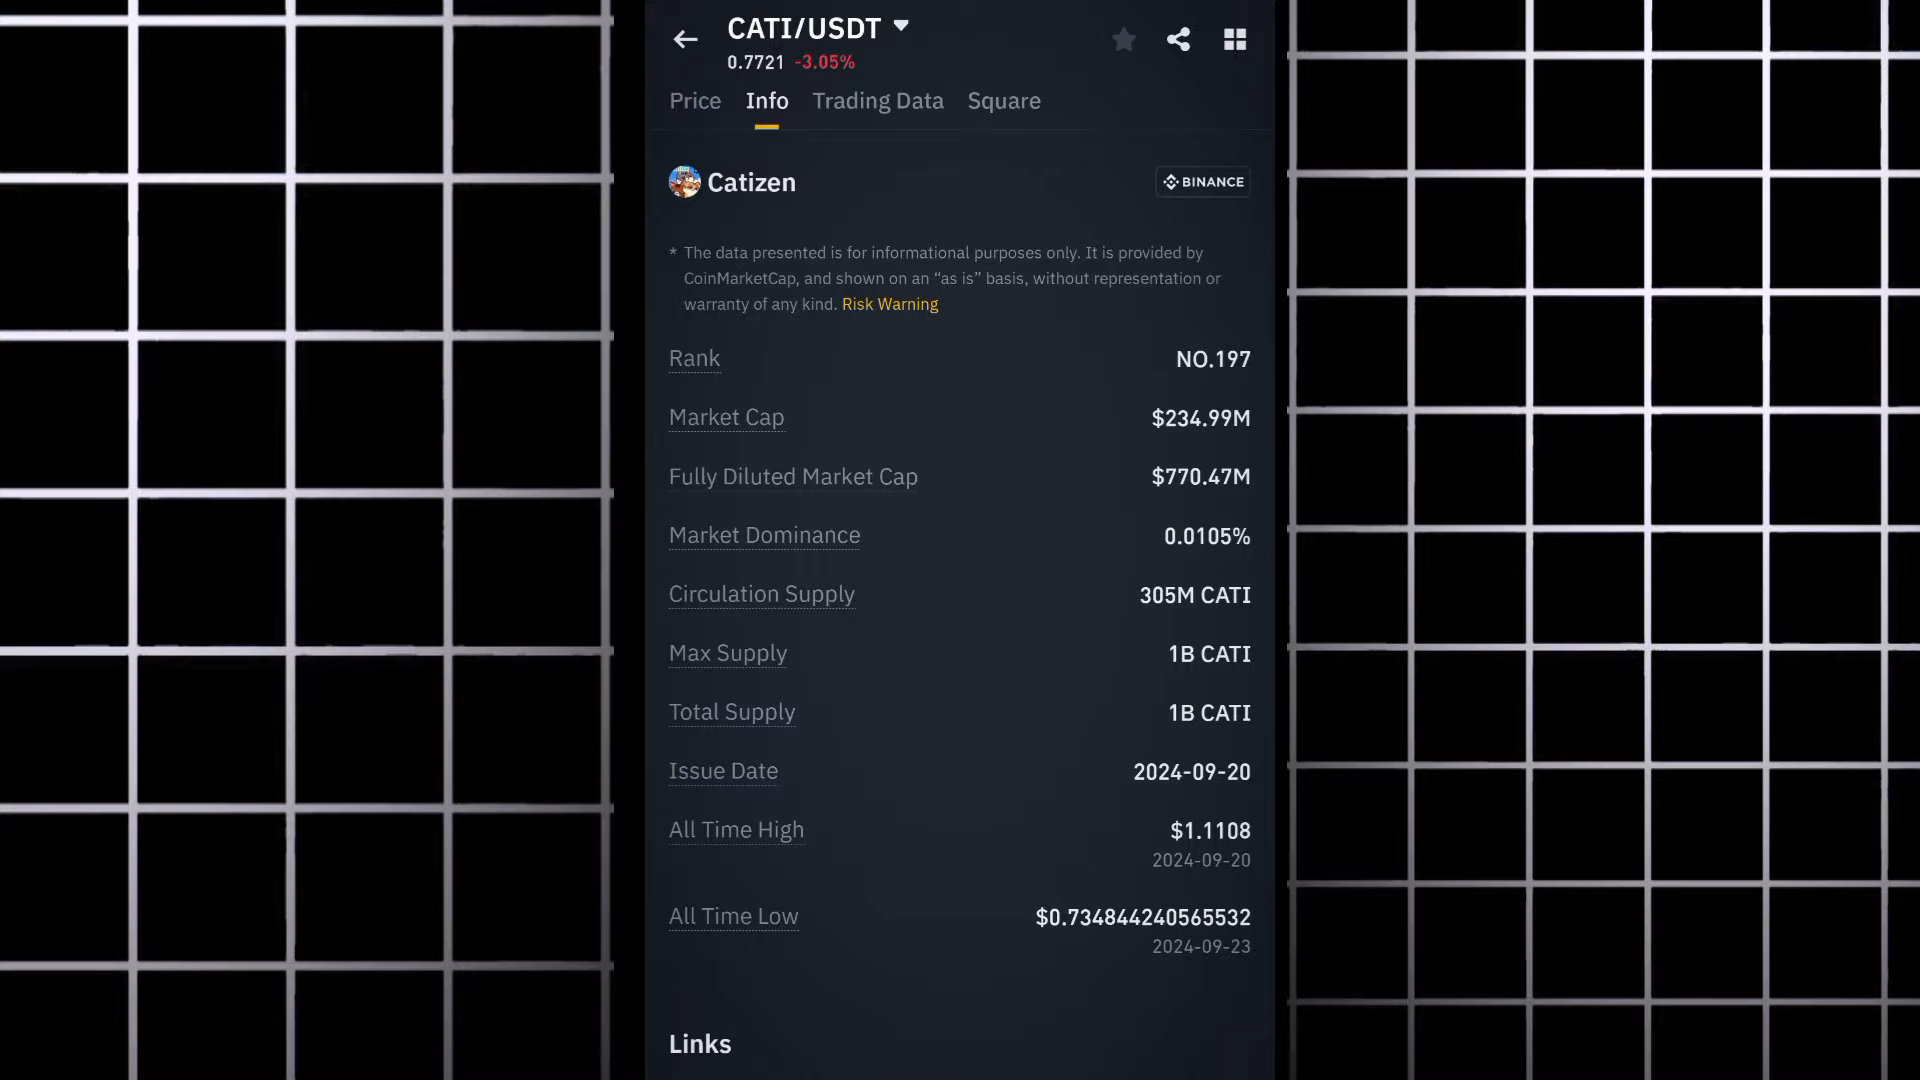 CATI/USDT
0.7721 -3.05%
Price Info Trading Data Square
Catizen
BINANCE
* The data presented is for informational purposes only. It is provided by
CoinMarketCap, and shown on an “as is” basis, without representation or
warranty of any kind. Risk Warning
Rank NO.197
Market Cap $234.99M
Fully Diluted Market Cap $770.47M
Market Dominance 0.0105%
Circulation Supply 305M CATI
Max Supply 1B CATI
Total Supply 1B CATI
Issue Date 2024-09-20
All Time High $1.1108
2024-09-20
All Time Low $0.734844240565532
2024-09-23
Links